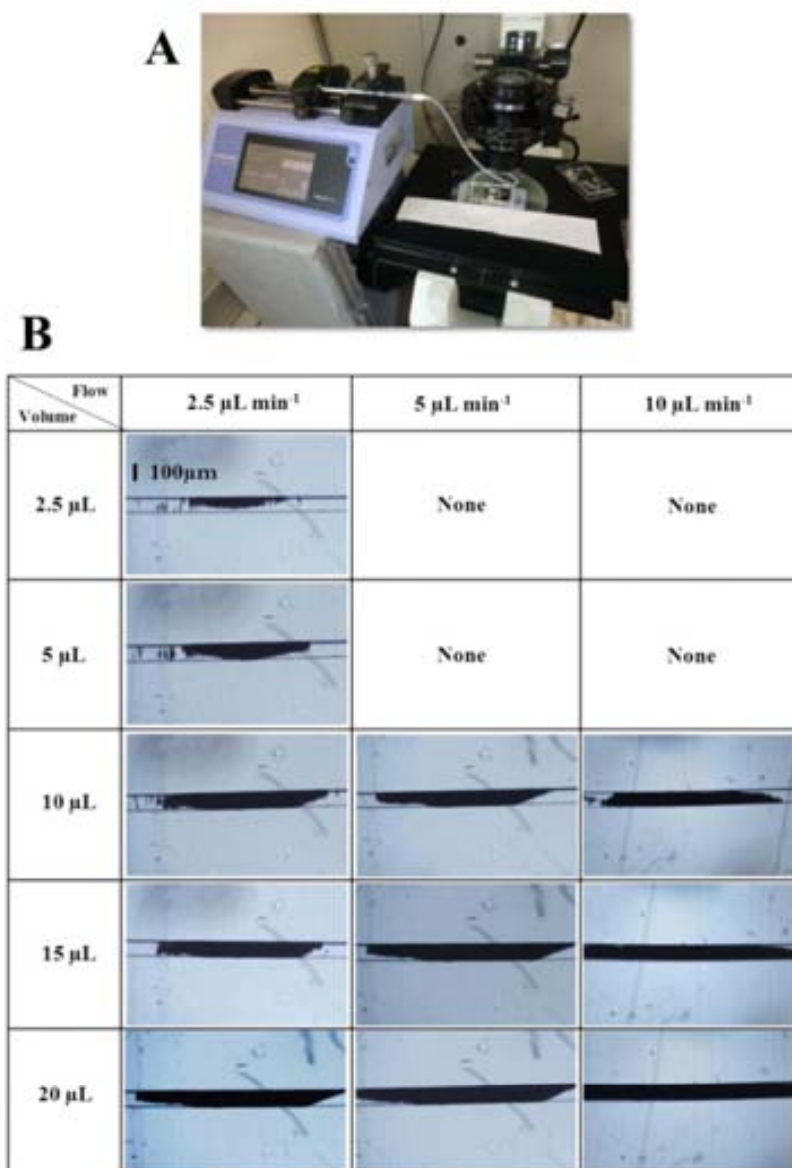 A
B
Flow
Volume
2.5 µL min⁻¹
5 µL min⁻¹
10 µL min⁻¹
2.5 µL
100µm
None
None
5 µL
None
None
10 µL
15 µL
20 µL